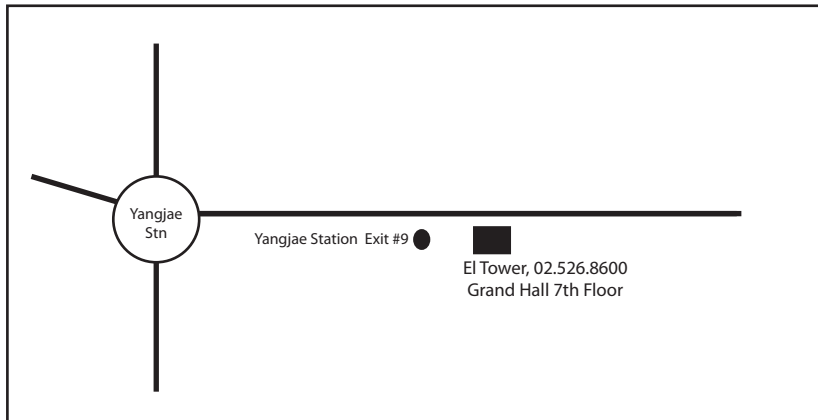 Yangjae
Stn
Yangjae Station Exit #9
El Tower, 02.526.8600
Grand Hall 7th Floor